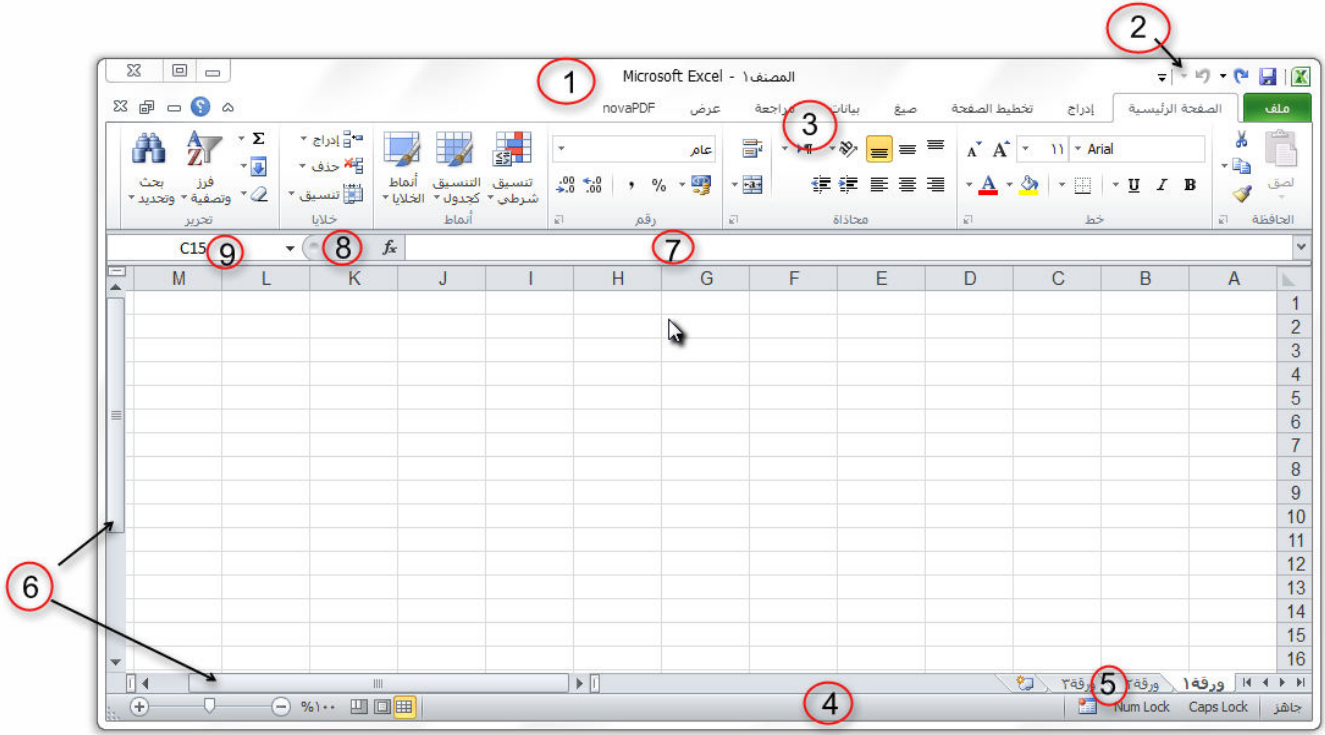 2
1
المصنف١ - Microsoft Excel
ملف الصفحة الرئيسية إدراج تخطيط الصفحة صيغ بيانات مراجعة عرض novaPDF
3
لصق
Arial ١١
B I U
عام
%
تنسيق شرطي
التنسيق كجدول
أنماط الخلايا
إدراج
حذف
تنسيق
Σ
فرز وتصفية
بحث وتحديد
الحافظة خط محاذاة رقم أنماط خلايا تحرير
C15 9 8 fx 7
A B C D E F G H I J K L M
1
2
3
4
5
6
7
8
9
10
11
12
13
14
15
16
6
ورقة١ ورقة٢ ورقة٣
5
جاهز Caps Lock Num Lock
4
%١٠٠